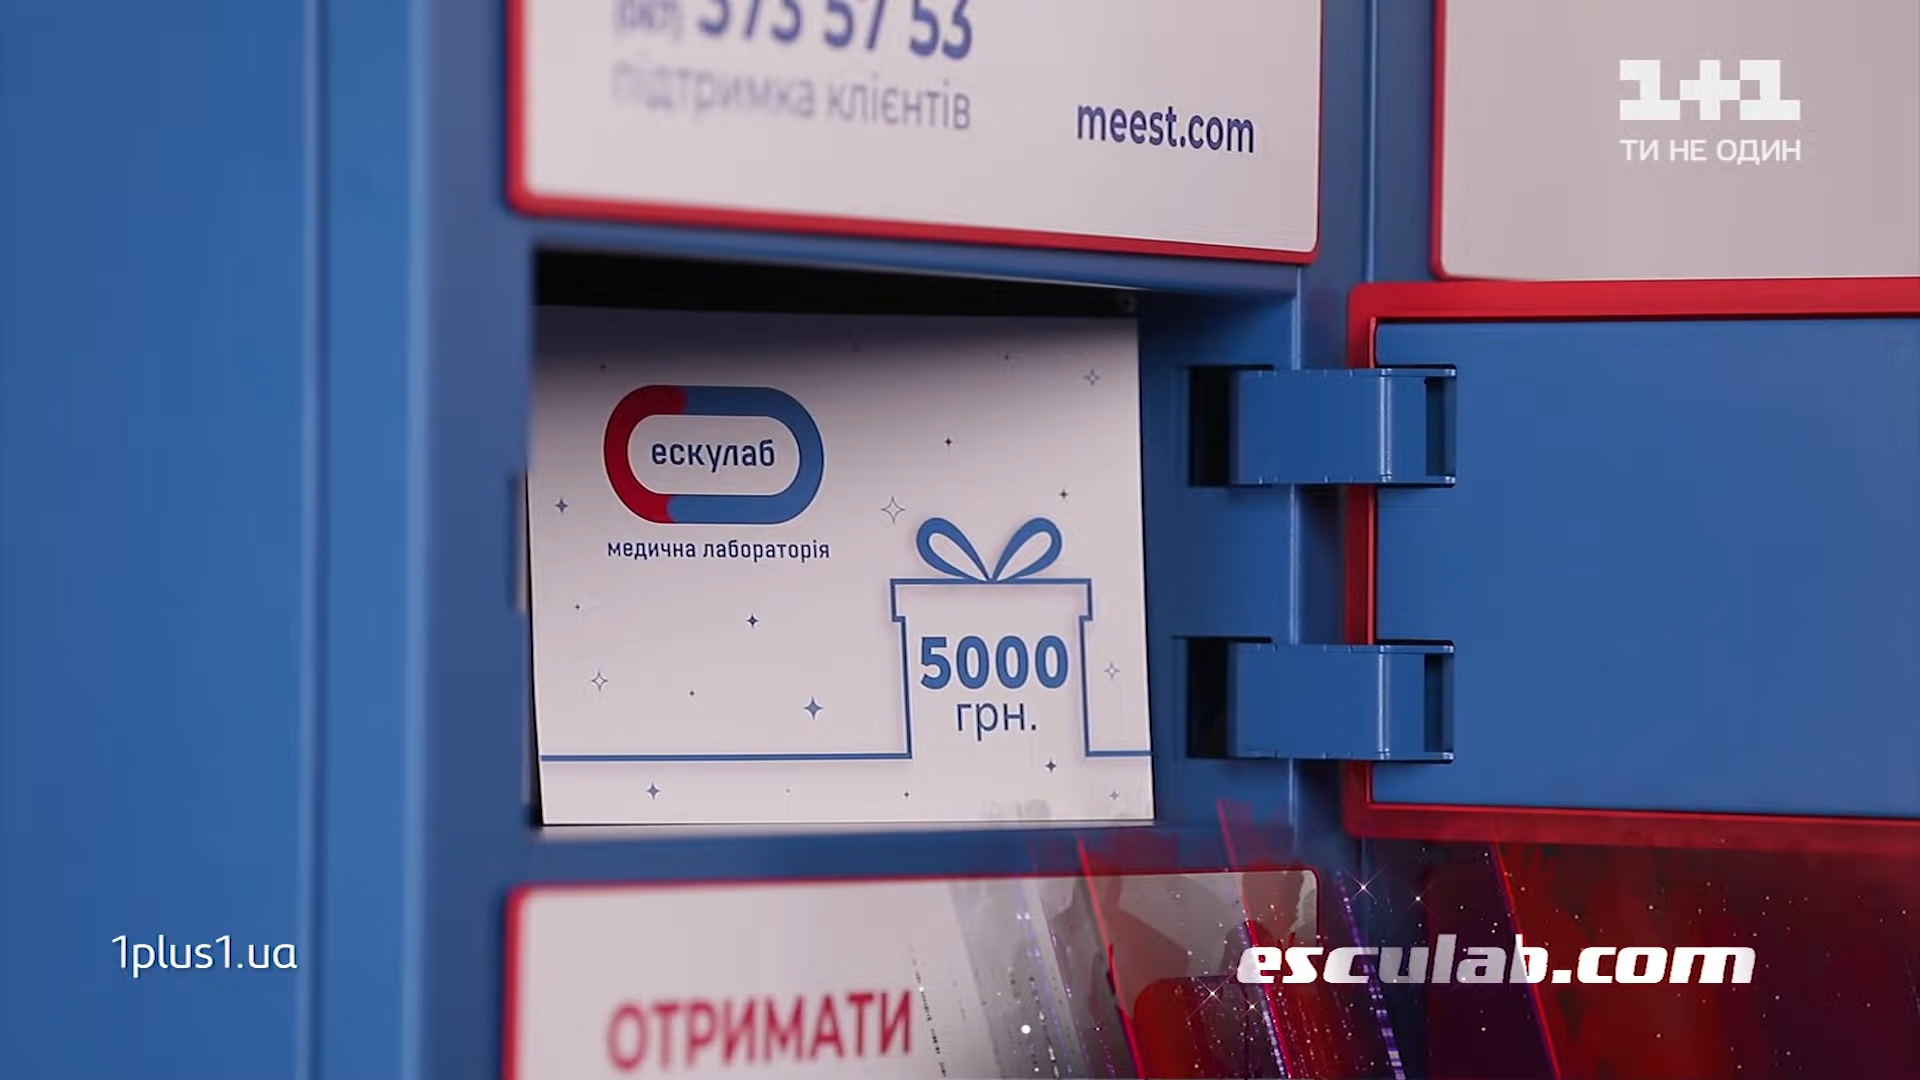 373 57 53
підтримка клієнтів
meest.com
1+1
ТИ НЕ ОДИН
ескулаб
медична лабораторія
5000
грн.
1plus1.ua
esculab.com
ОТРИМАТИ